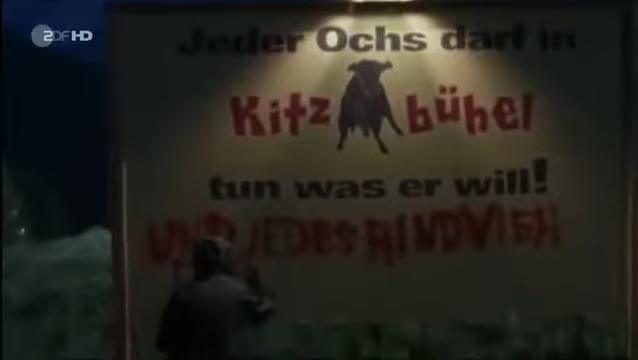 ZDFHD
Jeder Ochs darf in
Kitz bühel
tun was er will!
UND JEDES RINDVIEH